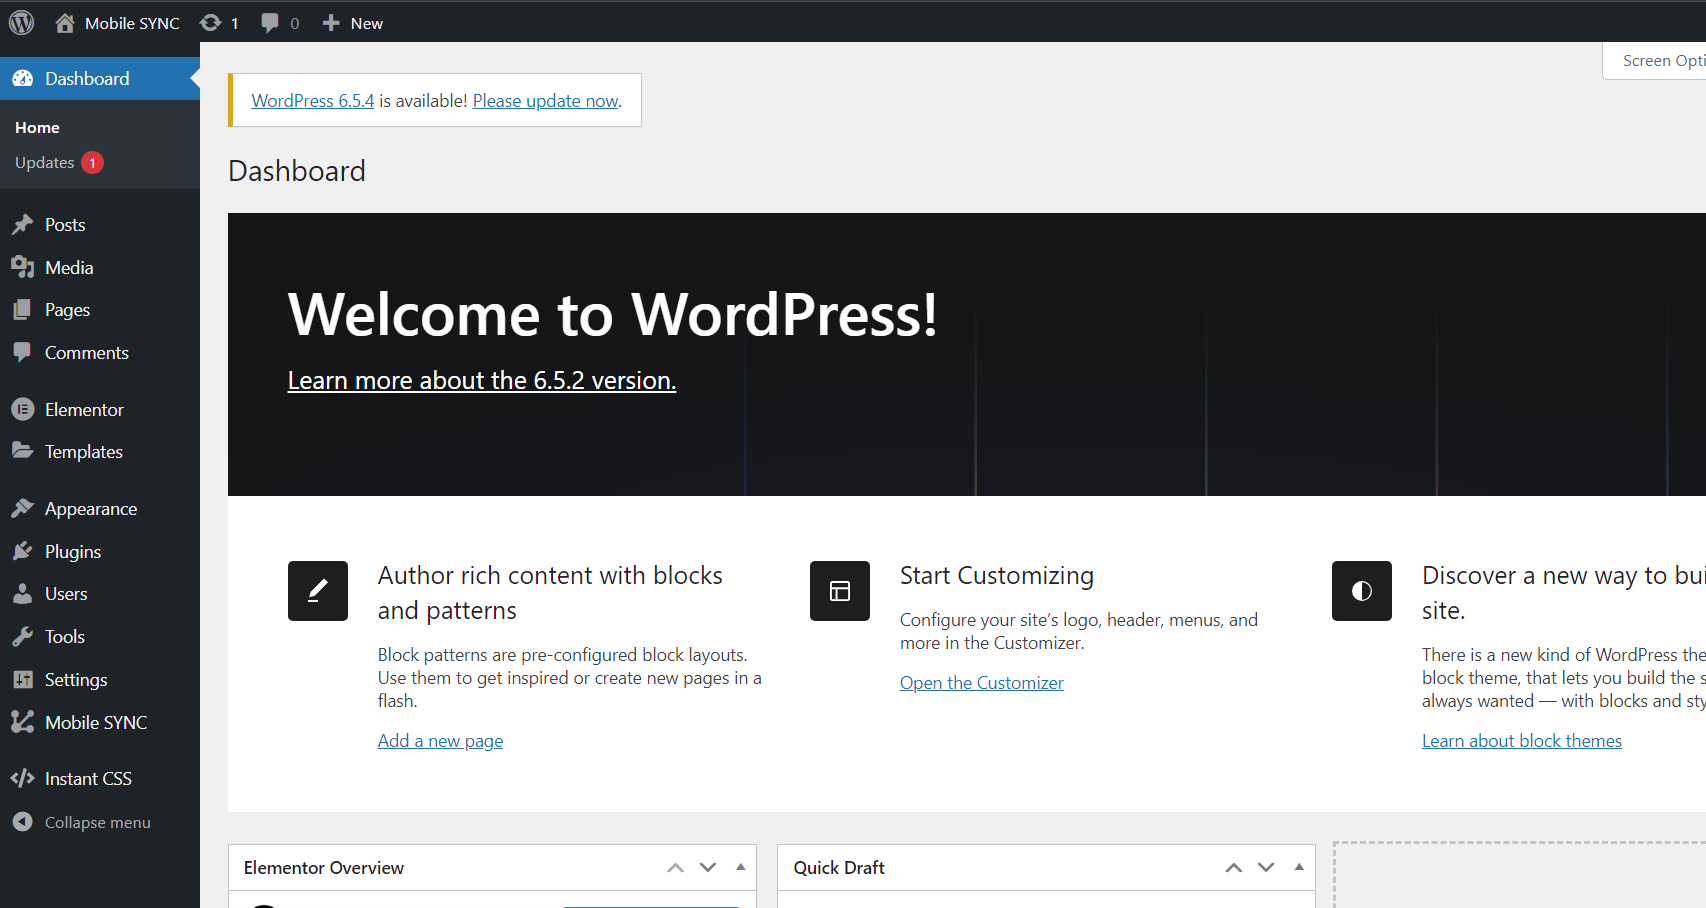 Mobile SYNC 1 0 New
Dashboard
Home
Updates 1
Posts
Media
Pages
Comments
Elementor
Templates
Appearance
Plugins
Users
Tools
Settings
Mobile SYNC
Instant CSS
Collapse menu
Screen Opti
WordPress 6.5.4 is available! Please update now.
Dashboard
Welcome to WordPress!
Learn more about the 6.5.2 version.
Author rich content with blocks
and patterns
Block patterns are pre-configured block layouts.
Use them to get inspired or create new pages in a
flash.
Add a new page
Start Customizing
Configure your site’s logo, header, menus, and
more in the Customizer.
Open the Customizer
Discover a new way to bui
site.
There is a new kind of WordPress the
block theme, that lets you build the s
always wanted — with blocks and sty
Learn about block themes
Elementor Overview
Quick Draft